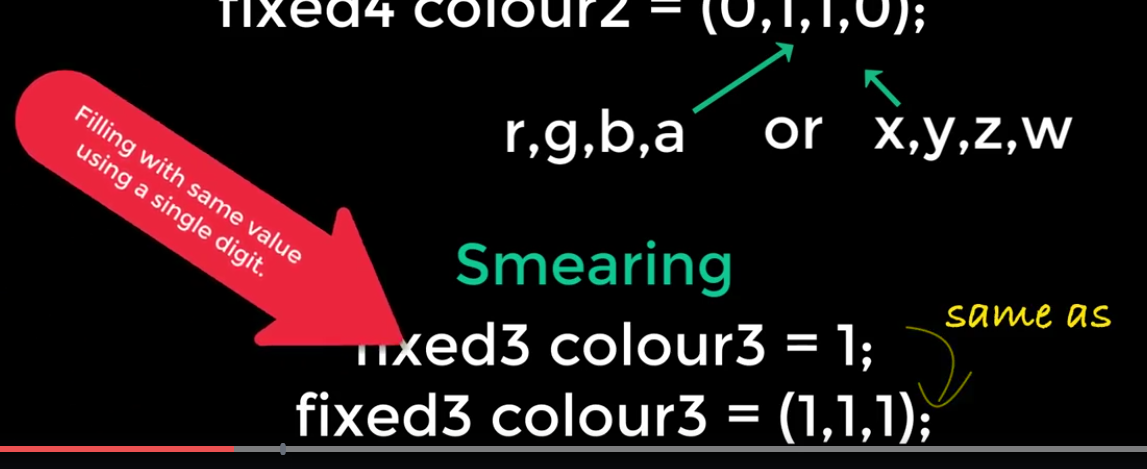 fixed4 colour2 = (0,1,1,0);
r,g,b,a or x,y,z,w
Filling with same value
using a single digit.
Smearing
fixed3 colour3 = 1;
same as
fixed3 colour3 = (1,1,1);